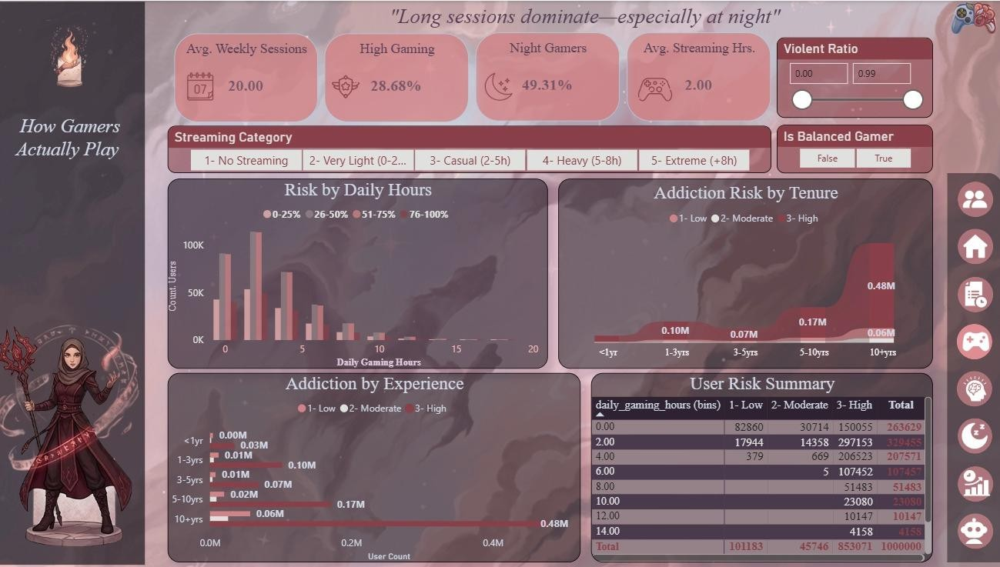 "Long sessions dominate—especially at night"
How Gamers
Actually Play
Avg. Weekly Sessions
07
20.00
High Gaming
28.68%
Night Gamers
49.31%
Avg. Streaming Hrs.
2.00
Violent Ratio
0.00 0.99
Streaming Category
1- No Streaming 2- Very Light (0-2... 3- Casual (2-5h) 4- Heavy (5-8h) 5- Extreme (+8h)
Is Balanced Gamer
False True
Risk by Daily Hours
0-25% 26-50% 51-75% 76-100%
100K
50K
0K
Count. Users
0 5 10 15 20
Daily Gaming Hours
Addiction Risk by Tenure
1- Low 2- Moderate 3- High
0.10M 0.07M 0.17M 0.48M 0.06M
<1yr 1-3yrs 3-5yrs 5-10yrs 10+yrs
Addiction by Experience
1- Low 2- Moderate 3- High
<1yr 0.00M 0.03M
1-3yrs 0.01M 0.10M
3-5yrs 0.01M 0.07M
5-10yrs 0.02M 0.17M
10+yrs 0.06M 0.48M
0.0M 0.2M 0.4M
User Count
User Risk Summary
daily_gaming_hours (bins) 1- Low 2- Moderate 3- High Total
0.00 82860 30714 150055 263629
2.00 17944 14358 297153 329455
4.00 379 669 206523 207571
6.00 5 107452 107457
8.00 51483 51483
10.00 23080 23080
12.00 10147 10147
14.00 4158 4158
Total 101183 45746 853071 1000000